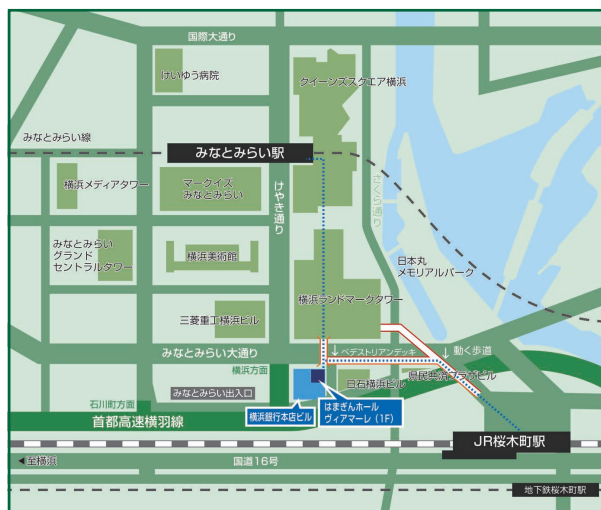 国際大通り
けいゆう病院
クイーンズスクエア横浜
みなとみらい線
みなとみらい駅
横浜メディアタワー
マークイズ
みなとみらい
けやき通り
さくら通り
みなとみらい
グランド
セントラルタワー
横浜美術館
日本丸
メモリアルパーク
三菱重工横浜ビル
横浜ランドマークタワー
みなとみらい大通り
↓ペデストリアンデッキ
↓ 動く歩道
横浜方面
日石横浜ビル
県民共済プラザビル
みなとみらい出入口
石川町方面
横浜銀行本店ビル
はまぎんホール
ヴィアマーレ（1F）
首都高速横羽線
JR桜木町駅
◀至横浜
国道16号
地下鉄桜木町駅